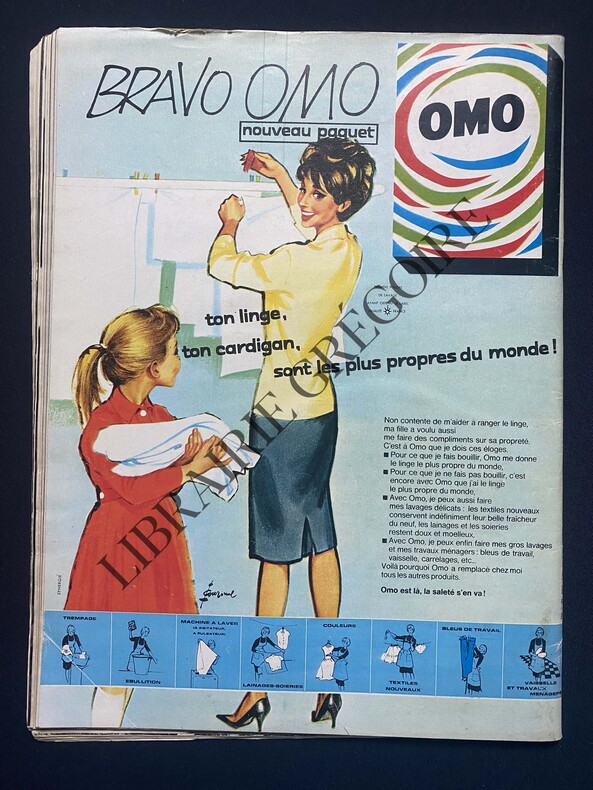 BRAVO OMO
nouveau paquet
OMO
ton linge,
ton cardigan,
sont les plus propres du monde !
DE LAVAGE
QUALITÉ FRANCE
Non contente de m'aider à ranger le linge,
ma fille a voulu aussi
me faire des compliments sur sa propreté.
C'est à Omo que je dois ces éloges.
■ Pour ce que je fais bouillir, Omo me donne
le linge le plus propre du monde,
■ Pour ce que je ne fais pas bouillir, c'est
encore avec Omo que j'ai le linge
le plus propre du monde,
■ Avec Omo, je peux aussi faire
mes lavages délicats : les textiles nouveaux
conservent indéfiniment leur belle fraîcheur
du neuf, les lainages et les soieries
restent doux et moelleux,
■ Avec Omo, je peux enfin faire mes gros lavages
et mes travaux ménagers : bleus de travail,
vaisselle, carrelages, etc...
Voilà pourquoi Omo a remplacé chez moi
tous les autres produits.
Omo est là, la saleté s'en va !
LIBRAIRIE GRÉGOIRE
TREMPAGE
EBULLITION
MACHINE A LAVER
(A AGITATEUR,
A PULSATEUR)
LAINAGES-SOIERIES
COULEURS
TEXTILES
NOUVEAUX
BLEUS DE TRAVAIL
VAISSELLE
ET TRAVAUX
MENAGERS